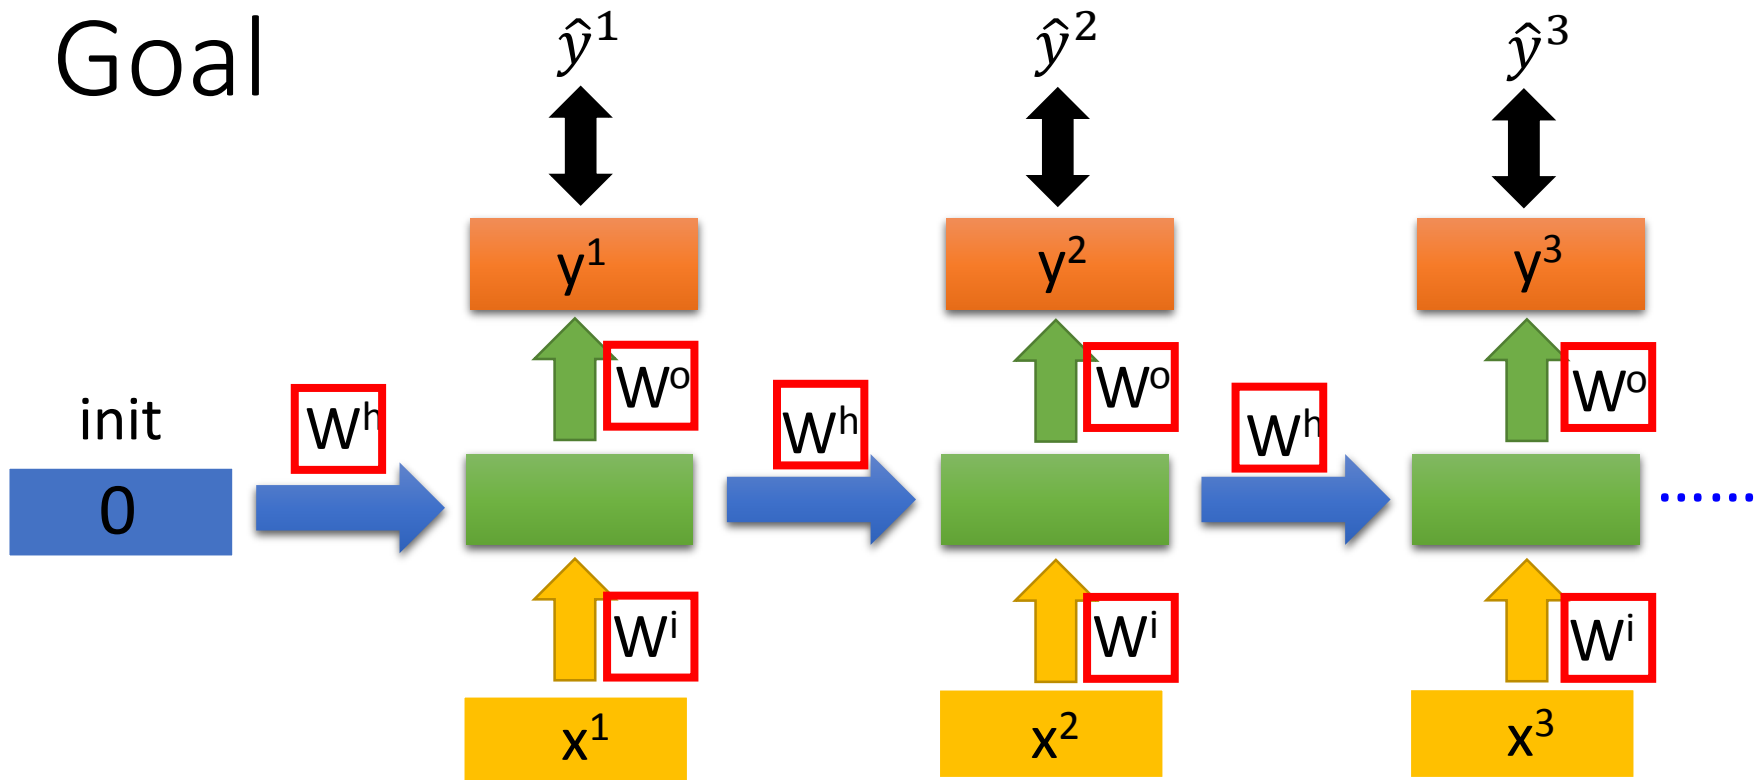 Goal
ŷ¹ ŷ² ŷ³
y¹ y² y³
Wᵒ Wᵒ Wᵒ
init Wʰ Wʰ Wʰ
0 ......
Wⁱ Wⁱ Wⁱ
x¹ x² x³